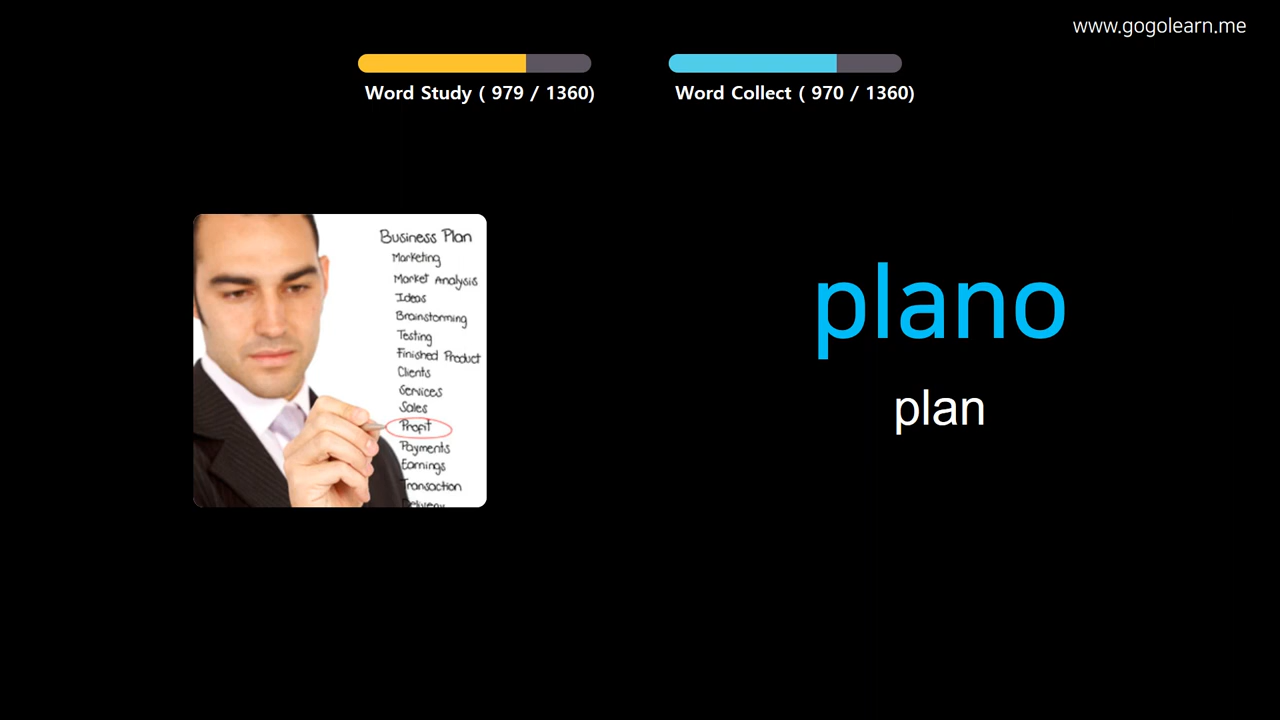 www.gogolearn.me
Word Study ( 979 / 1360)
Word Collect ( 970 / 1360)
Business Plan
Marketing
Market Analysis
Ideas
Brainstorming
Testing
Finished Product
Clients
Services
Sales
Profit
Payments
Earnings
Transaction
Delivery
plano
plan